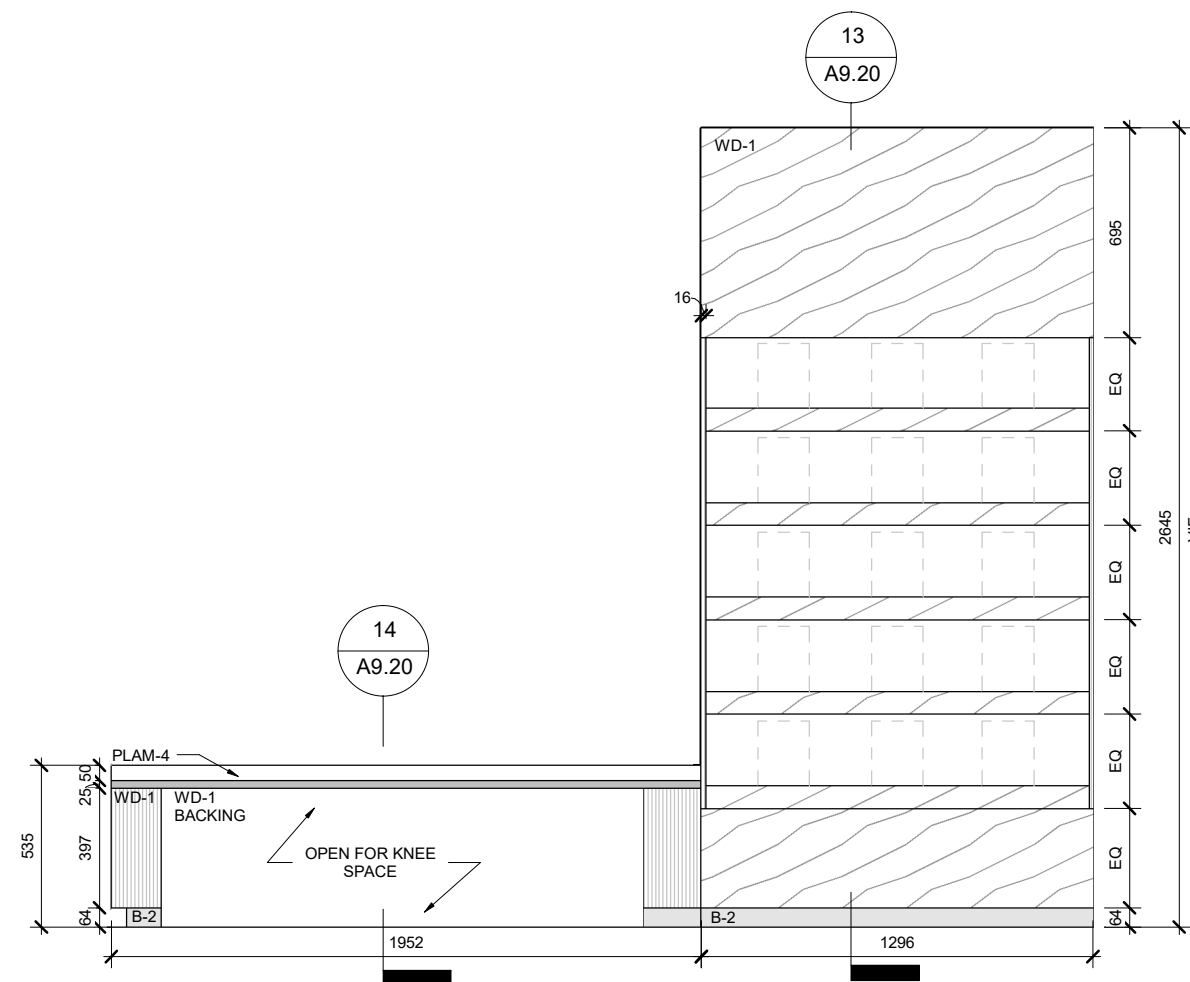 13
A9.20
WD-1
695
16
EQ
EQ
EQ
EQ
EQ
EQ
64
2645
14
A9.20
PLAM-4
50
25
WD-1
WD-1
BACKING
397
535
OPEN FOR KNEE
SPACE
64
B-2
B-2
1952
1296